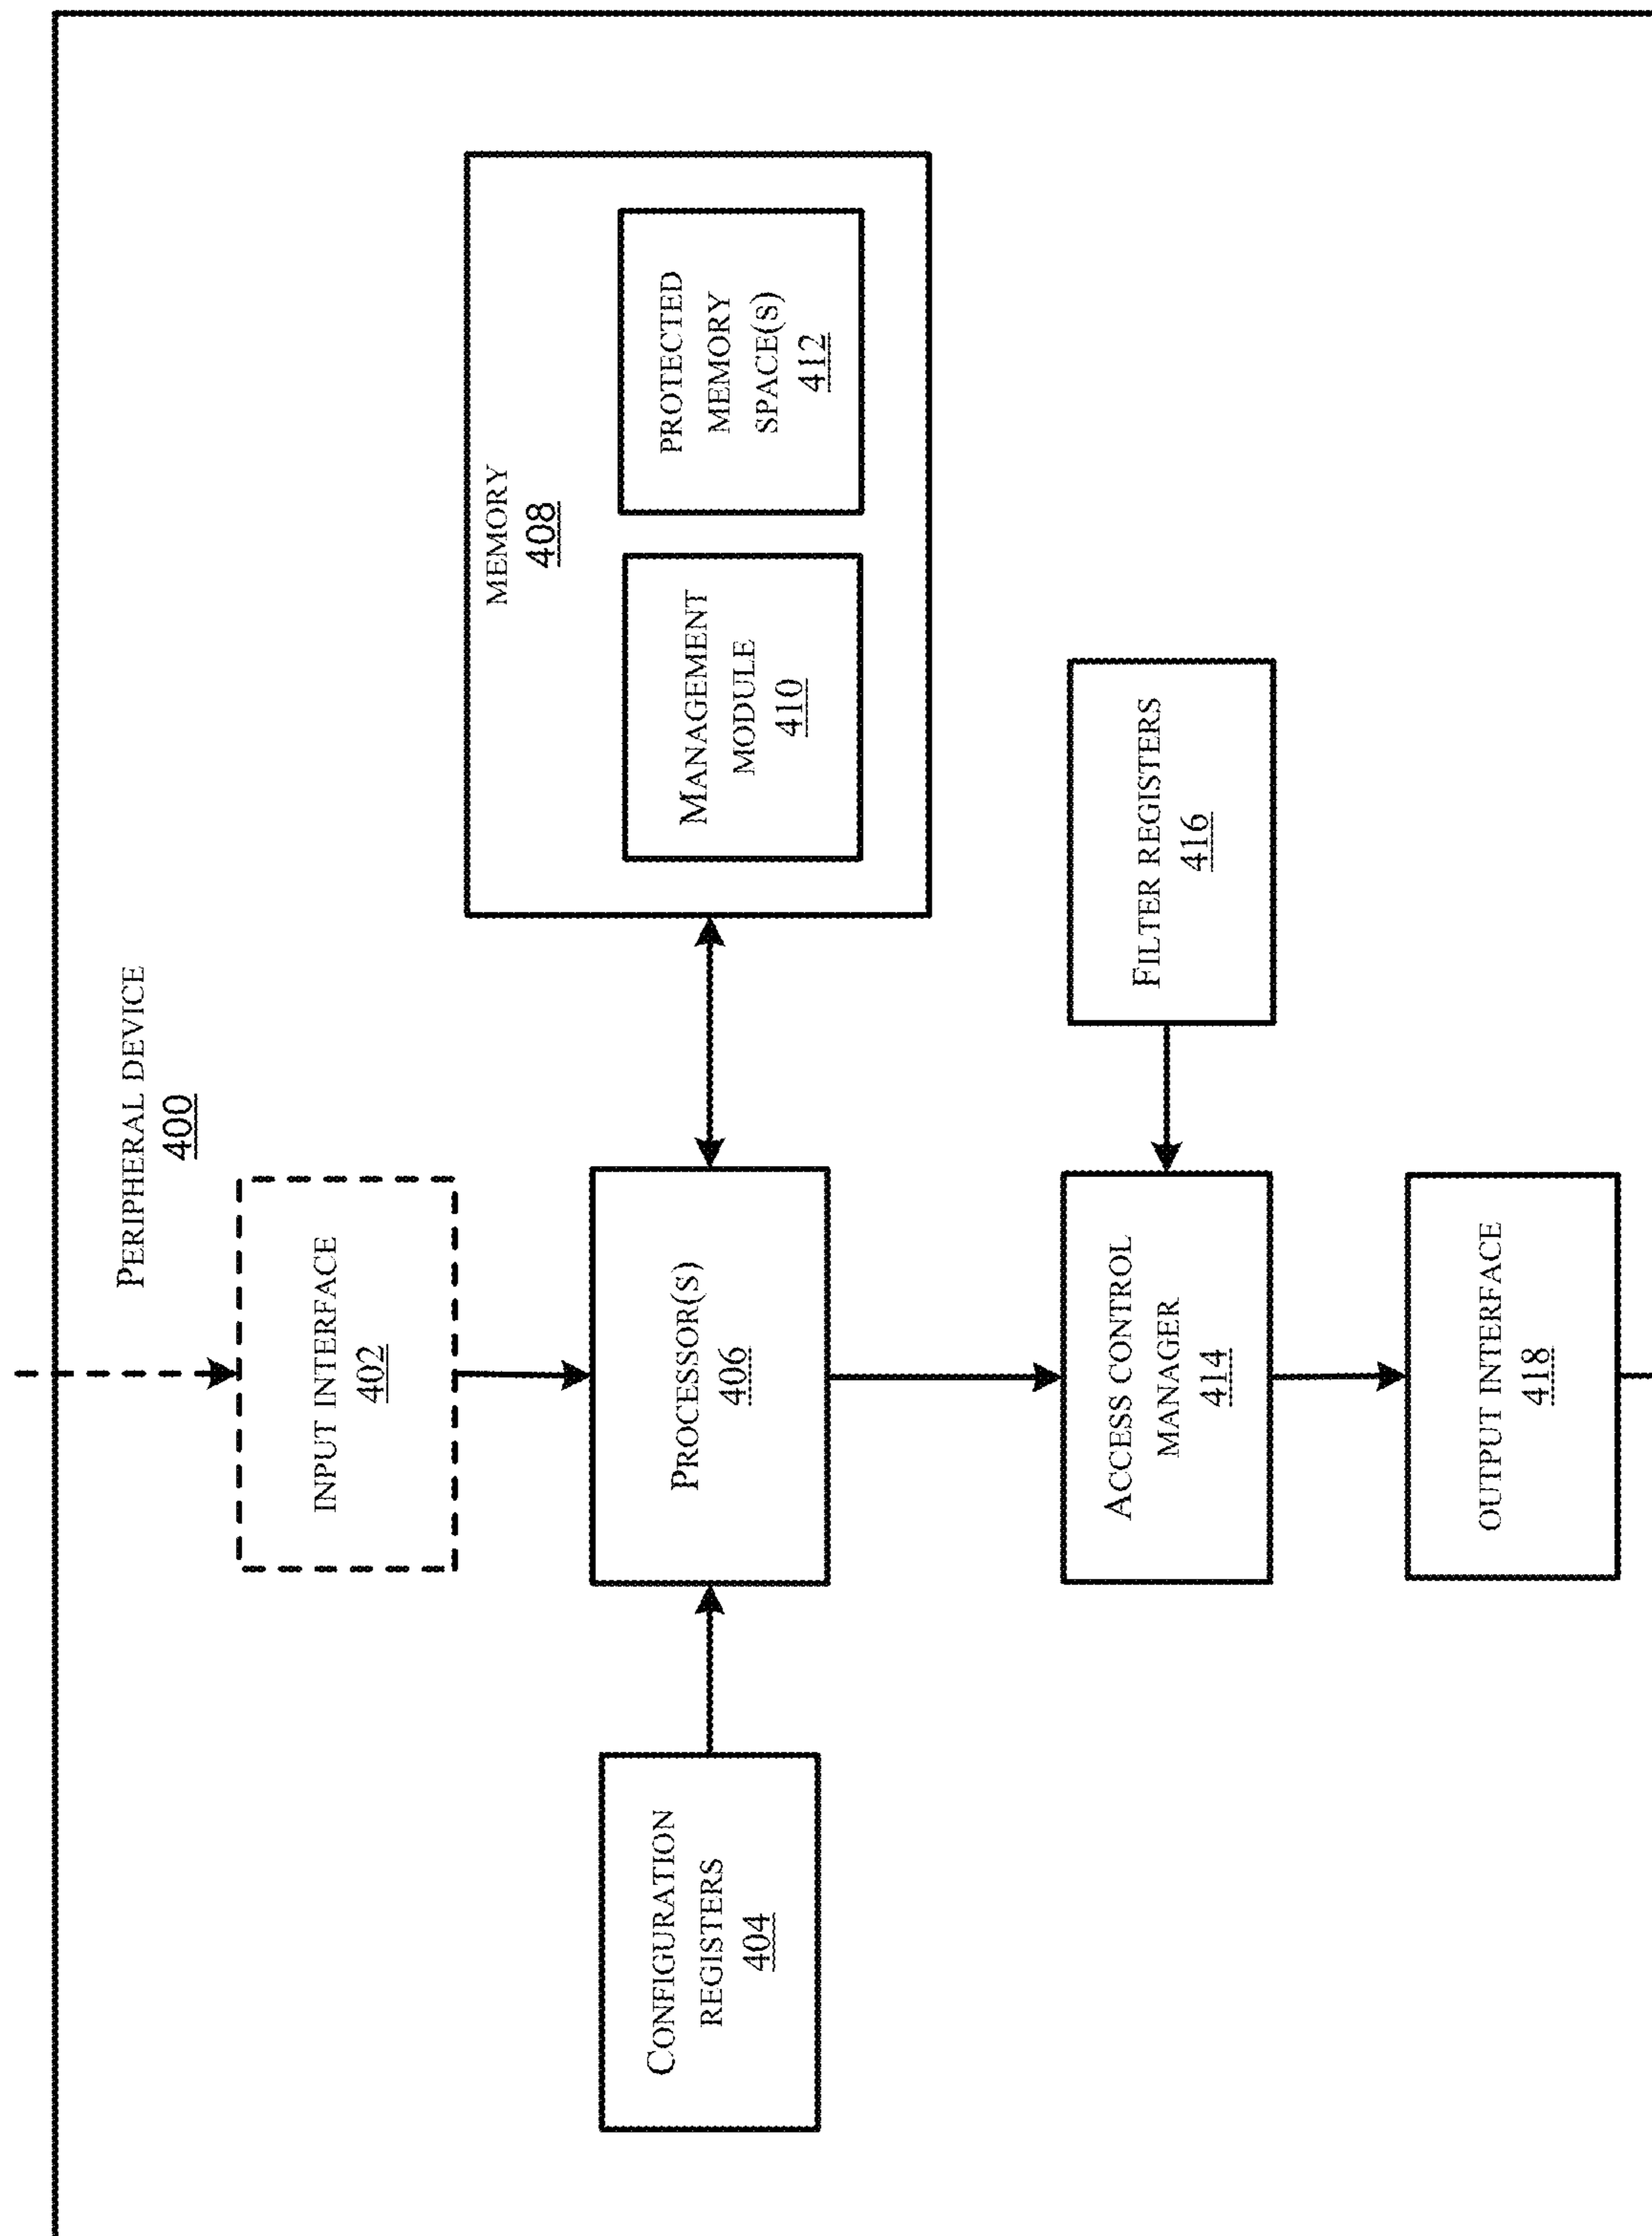 Peripheral device
400
input interface
402
Configuration
registers
404
Processor(s)
406
memory
408
Management
module
410
protected
memory
space(s)
412
Access control
manager
414
Filter registers
416
output interface
418